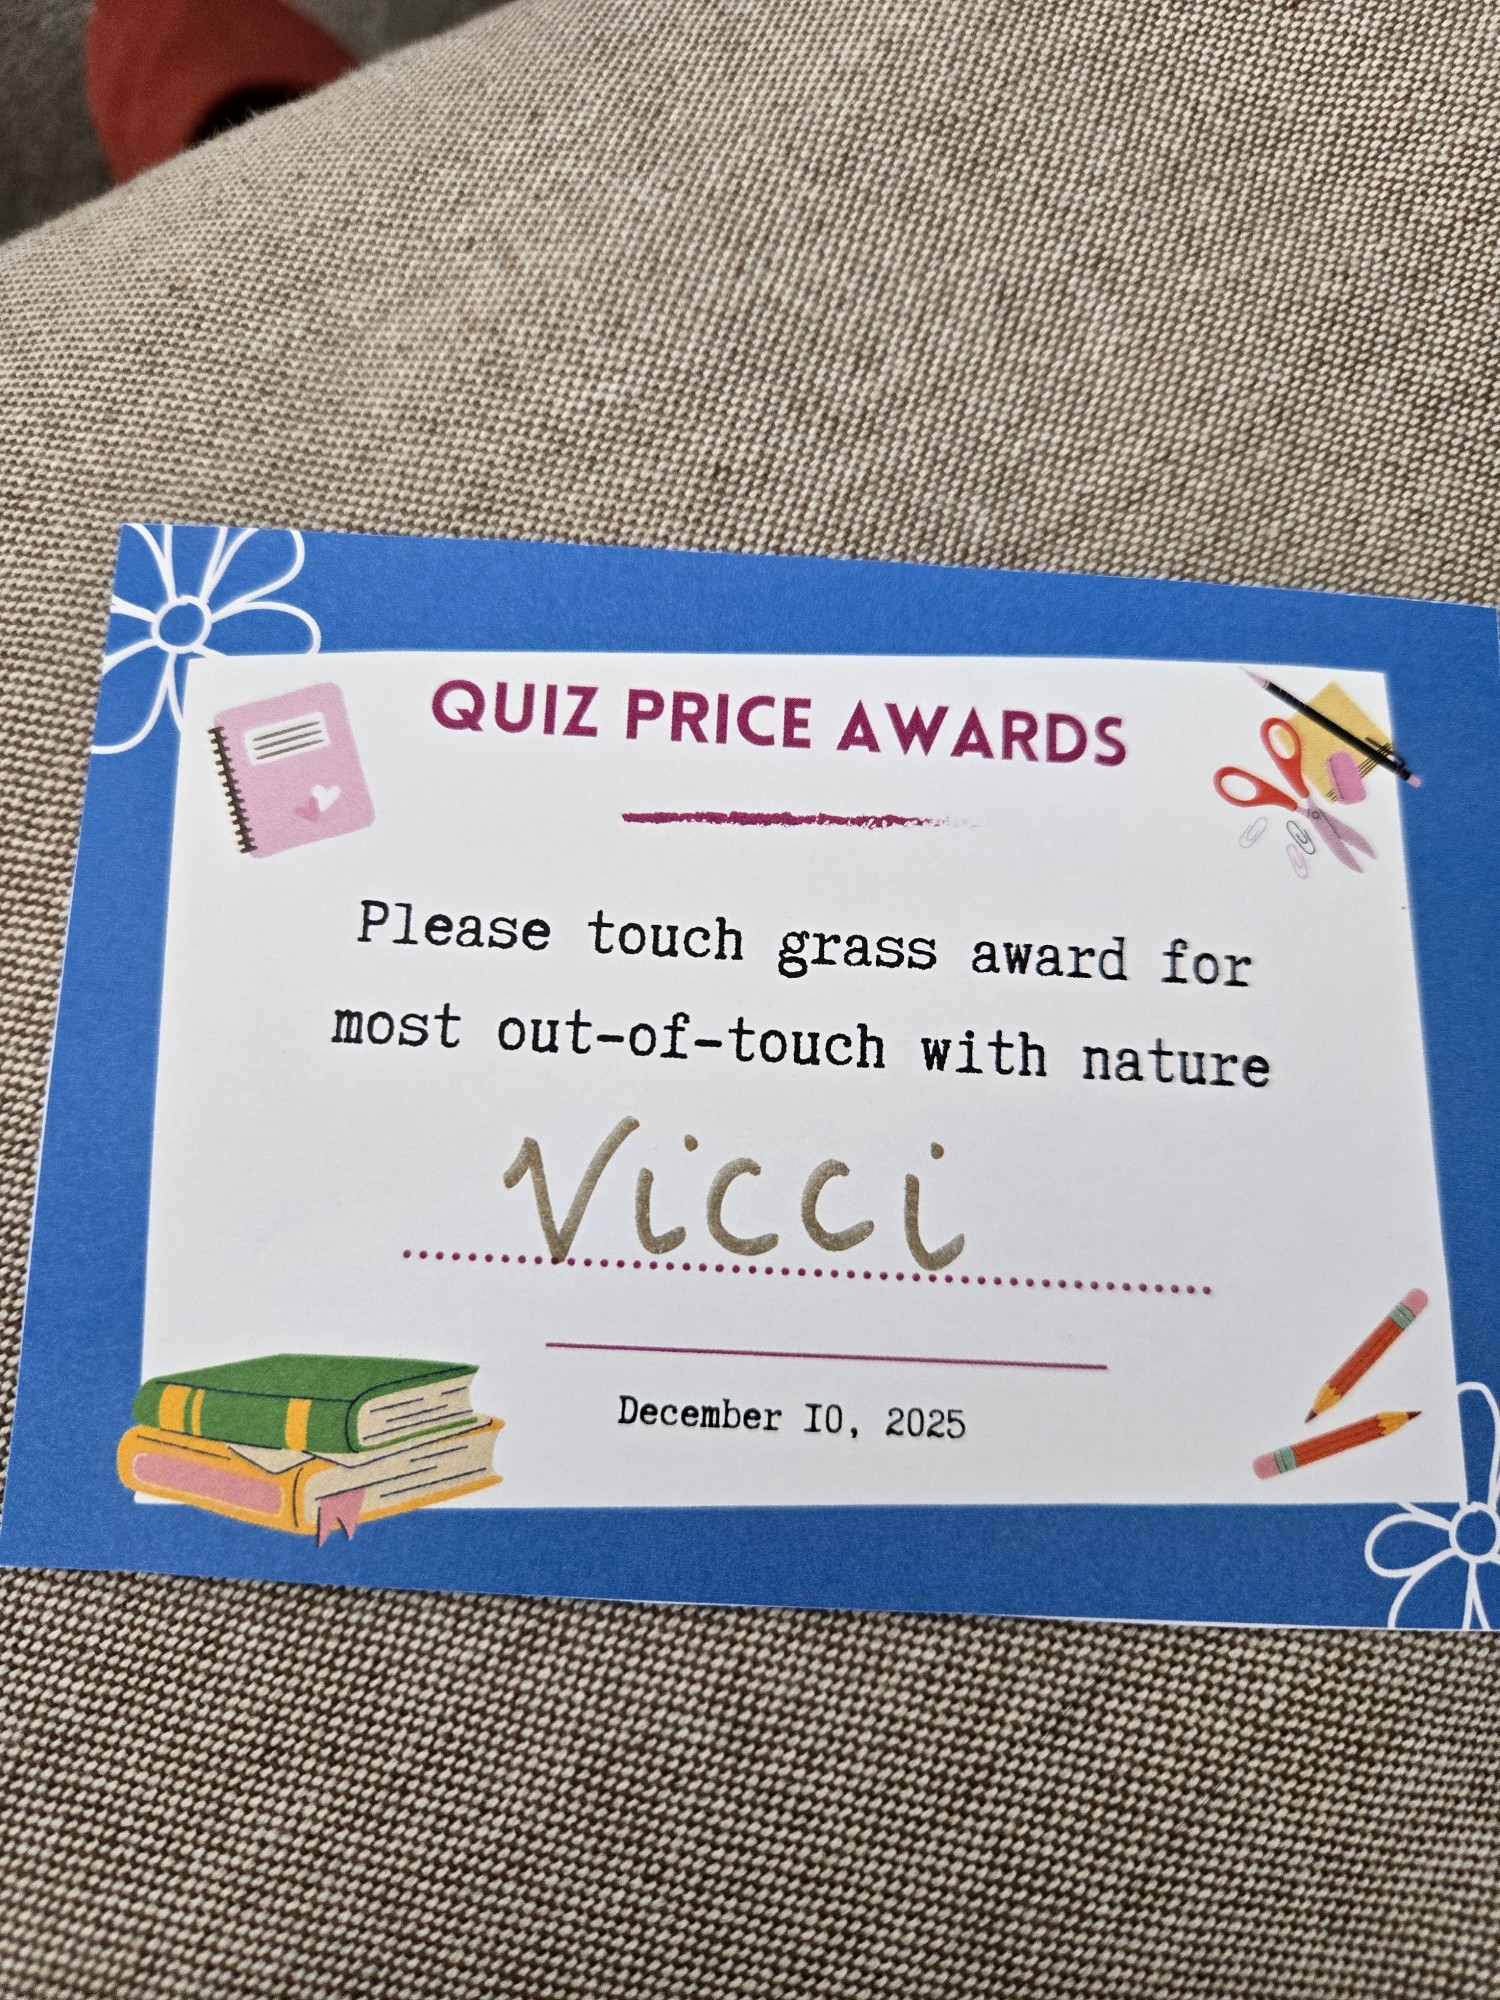 QUIZ PRICE AWARDS
Please touch grass award for
most out-of-touch with nature
Vicci
December 10, 2025